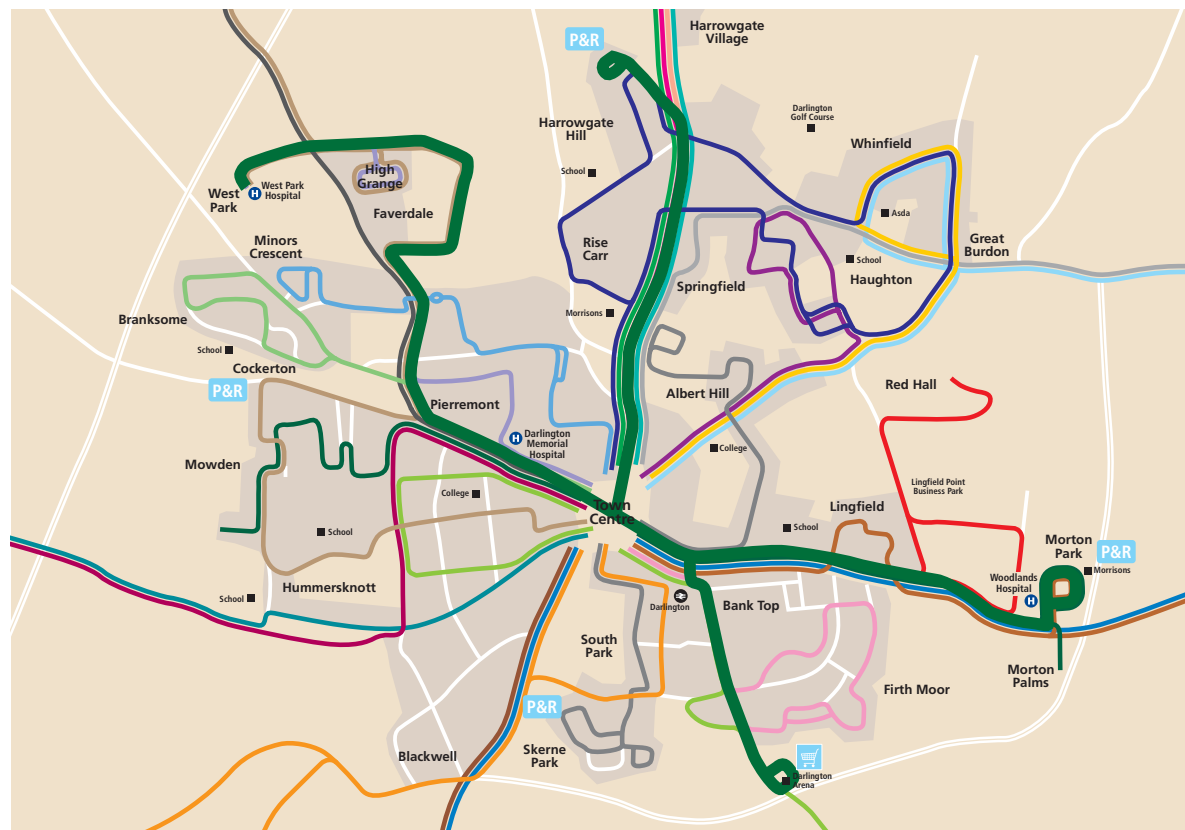 Harrowgate
Village
P&R
Darlington
Golf Course
Harrowgate
Hill
Whinfield
School
High
Grange
West
Park
H
West Park
Hospital
Faverdale
Asda
Minors
Crescent
Rise
Carr
Great
Burdon
School
Haughton
Springfield
Morrisons
Branksome
School
Cockerton
P&R
Red Hall
Albert Hill
Pierremont
H
Darlington
Memorial
Hospital
College
Mowden
Lingfield Point
Business Park
College
Town
Centre
Lingfield
School
School
Morton
Park
P&R
Morrisons
Woodlands
Hospital
H
Hummersknott
School
Darlington
Bank Top
South
Park
Morton
Palms
Firth Moor
P&R
Blackwell
Skerne
Park
Darlington
Arena